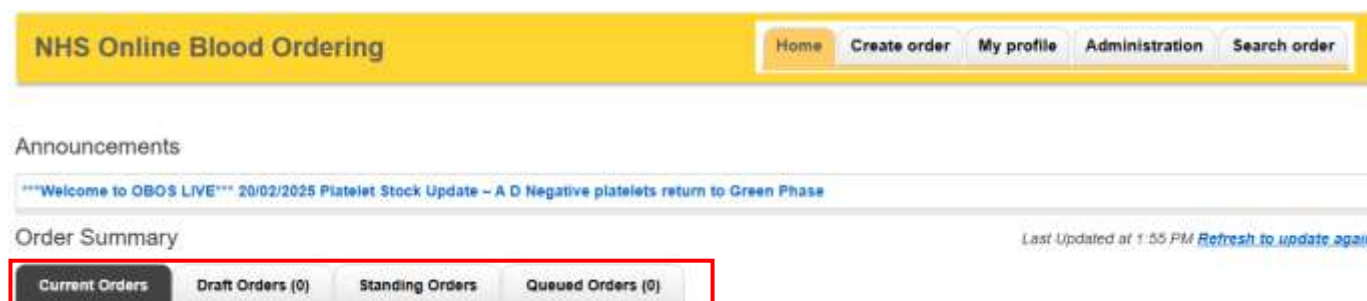 NHS Online Blood Ordering
Home Create order My profile Administration Search order
Announcements
***Welcome to OBOS LIVE*** 20/02/2025 Platelet Stock Update – A D Negative platelets return to Green Phase
Order Summary
Last Updated at 1:55 PM Refresh to update again
Current Orders Draft Orders (0) Standing Orders Queued Orders (0)